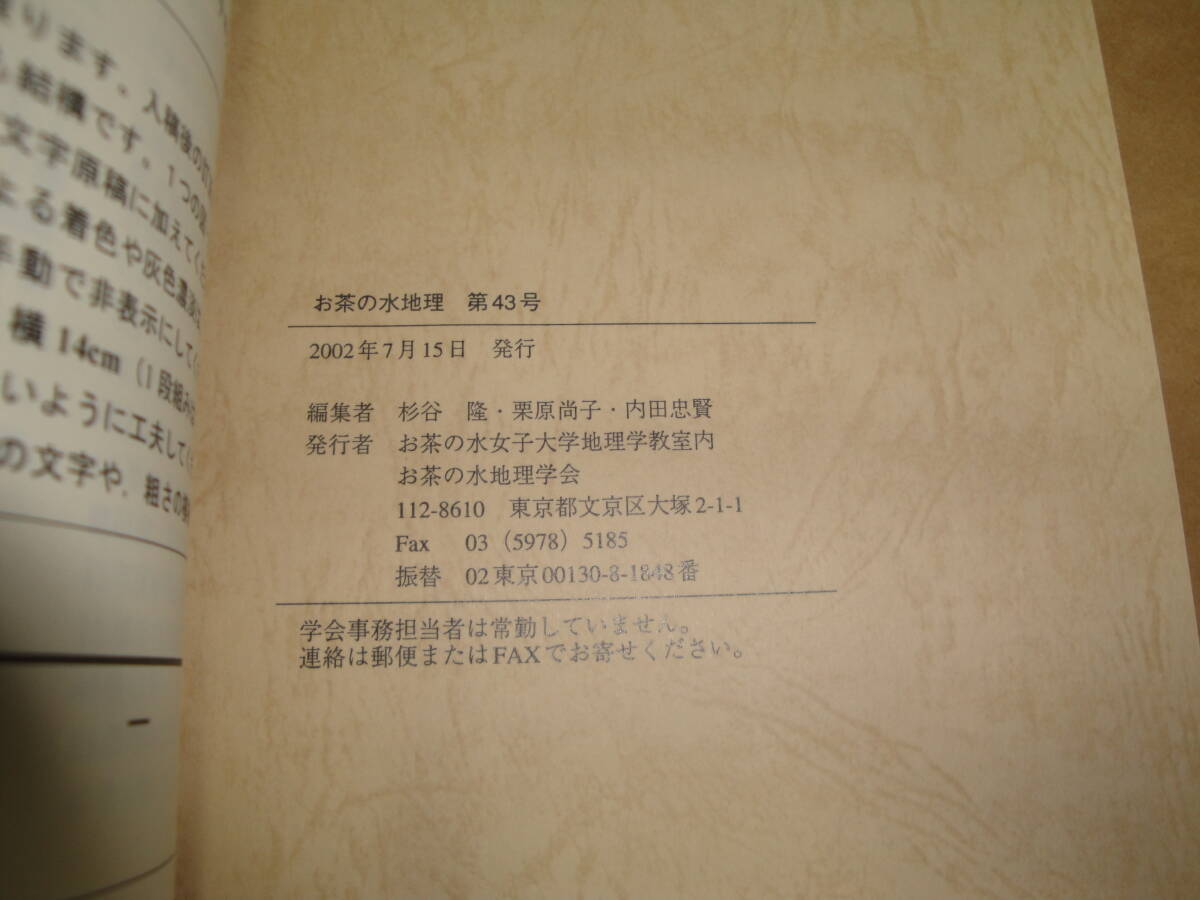 ります。入稿後の
結構です。1つの
文字原稿に加えてくだ
よる着色や灰色濃淡
手動で非表示にして
横14cm (1段組み
いように工夫して
の文字や, 粗さの
お茶の水地理 第43号
2002年7月15日 発行
編集者 杉谷 隆・栗原尚子・内田忠賢
発行者 お茶の水女子大学地理学教室内
お茶の水地理学会
112-8610 東京都文京区大塚2-1-1
Fax 03 (5978) 5185
振替 02東京00130-8-1848番
学会事務担当者は常勤していません。
連絡は郵便またはFAXでお寄せください。